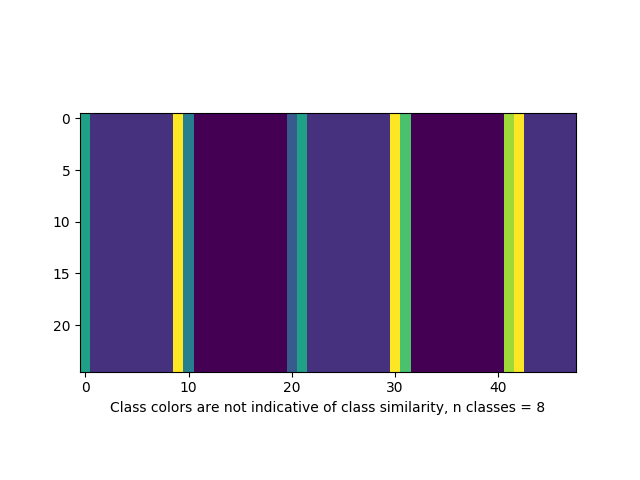 0
5
10
15
20
0 10 20 30 40
Class colors are not indicative of class similarity, n classes = 8